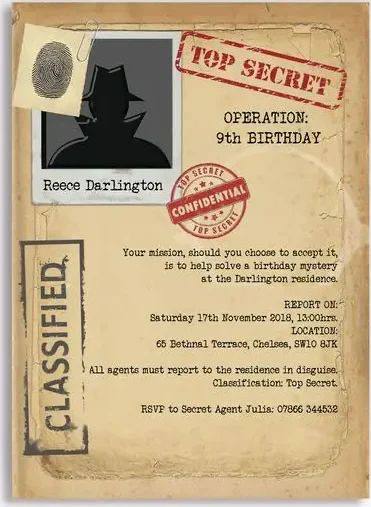 TOP SECRET
OPERATION:
9th BIRTHDAY
Reece Darlington
TOP SECRET
CONFIDENTIAL
TOP SECRET
CLASSIFIED
Your mission, should you choose to accept it,
is to help solve a birthday mystery
at the Darlington residence.
REPORT ON:
Saturday 17th November 2018, 13:00hrs.
LOCATION:
65 Bethnal Terrace, Chelsea, SW10 8JK
All agents must report to the residence in disguise.
Classification: Top Secret.
RSVP to Secret Agent Julia: 07866 344532